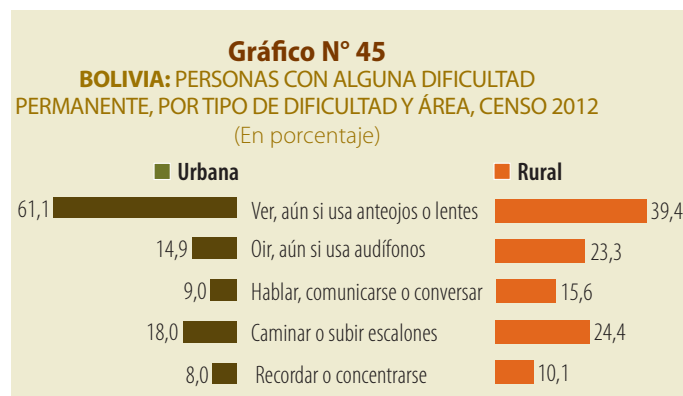 Gráfico N° 45
BOLIVIA: PERSONAS CON ALGUNA DIFICULTAD
PERMANENTE, POR TIPO DE DIFICULTAD Y ÁREA, CENSO 2012
(En porcentaje)
Urbana Rural
61,1 Ver, aún si usa anteojos o lentes 39,4
14,9 Oir, aún si usa audífonos 23,3
9,0 Hablar, comunicarse o conversar 15,6
18,0 Caminar o subir escalones 24,4
8,0 Recordar o concentrarse 10,1